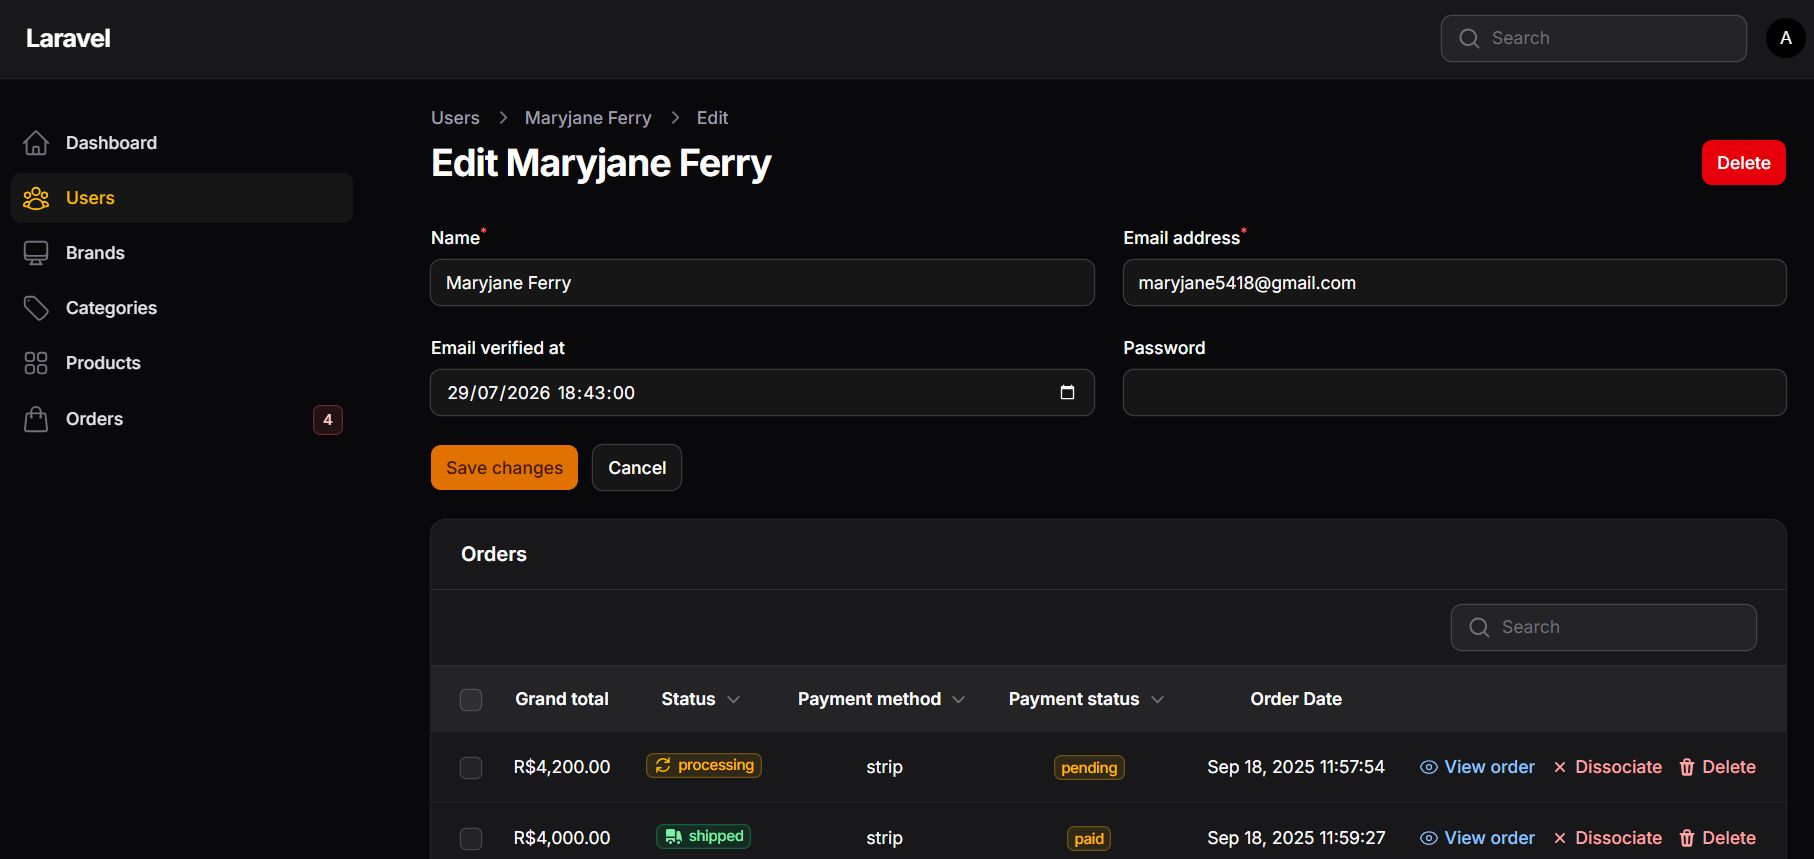 Laravel
Search
A
Dashboard
Users
Brands
Categories
Products
Orders
4
Users > Maryjane Ferry > Edit
Edit Maryjane Ferry
Delete
Name*
Email address*
Maryjane Ferry
maryjane5418@gmail.com
Email verified at
Password
29/07/2026 18:43:00
Save changes
Cancel
Orders
Search
Grand total Status Payment method Payment status Order Date
R$4,200.00 processing strip pending Sep 18, 2025 11:57:54 View order Dissociate Delete
R$4,000.00 shipped strip paid Sep 18, 2025 11:59:27 View order Dissociate Delete